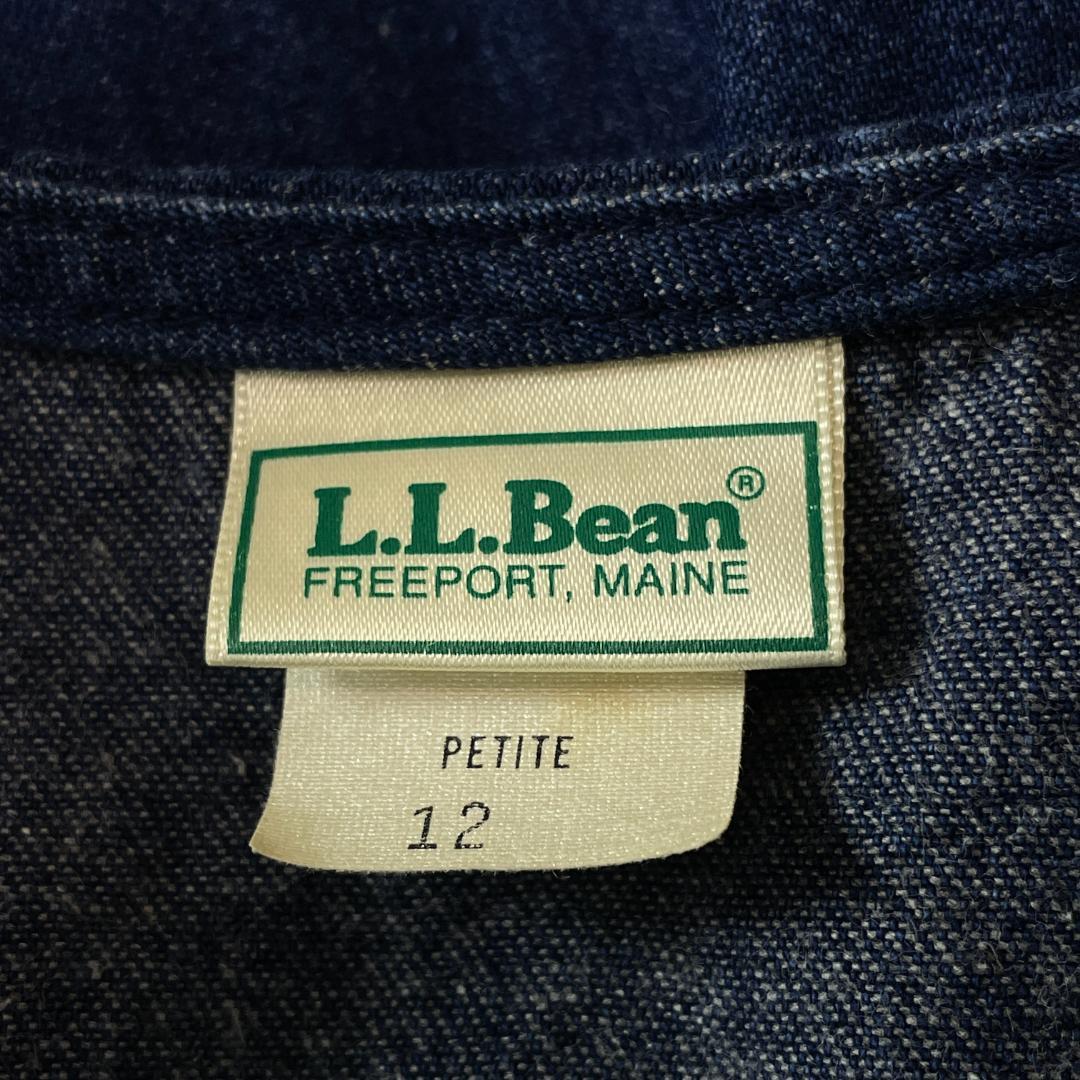 L.L.Bean®
FREEPORT, MAINE
PETITE
12